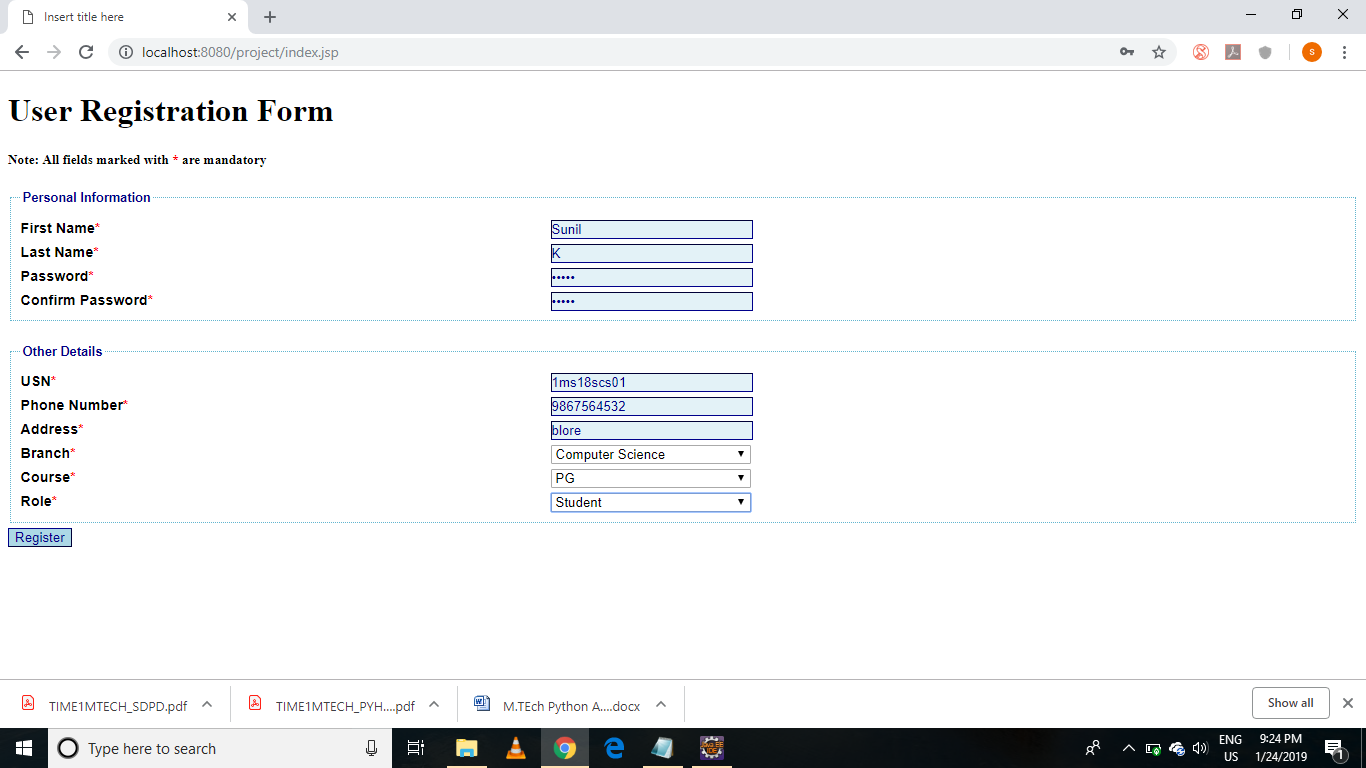 Insert title here
localhost:8080/project/index.jsp
S
User Registration Form
Note: All fields marked with * are mandatory
Personal Information
First Name* Sunil
Last Name* K
Password* •••••
Confirm Password* •••••
Other Details
USN* 1ms18scs01
Phone Number* 9867564532
Address* blore
Branch* Computer Science
Course* PG
Role* Student
Register
TIME1MTECH_SDPD.pdf TIME1MTECH_PYH....pdf M.TEch Python A....docx Show all
Type here to search
ENG 9:24 PM
US 1/24/2019 1